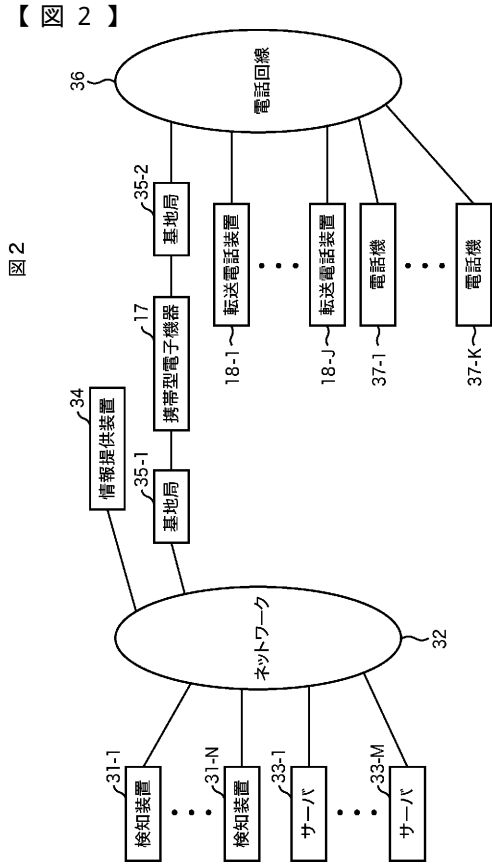 【図2】
図2
34
情報提供装置
31-1
検知装置
31-N
検知装置
33-1
サーバ
33-M
サーバ
ネットワーク
32
35-1
基地局
17
携帯型電子機器
35-2
基地局
18-1
転送電話装置
18-J
転送電話装置
37-1
電話機
37-K
電話機
36
電話回線